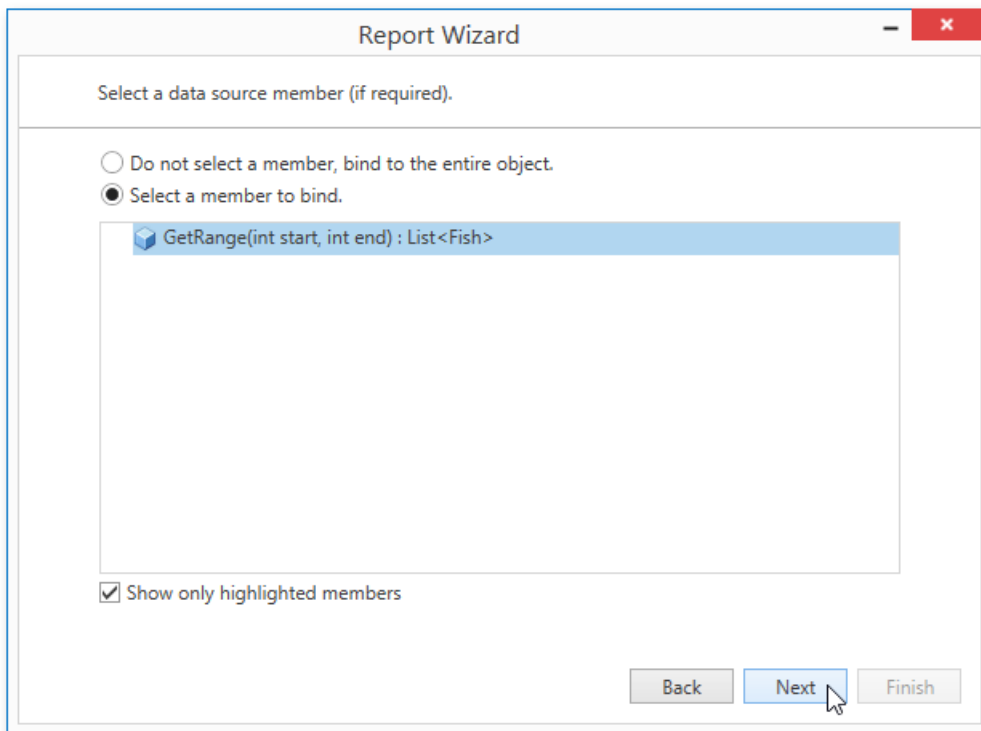 Report Wizard
Select a data source member (if required).
Do not select a member, bind to the entire object.
Select a member to bind.
GetRange(int start, int end) : List<Fish>
Show only highlighted members
Back Next Finish